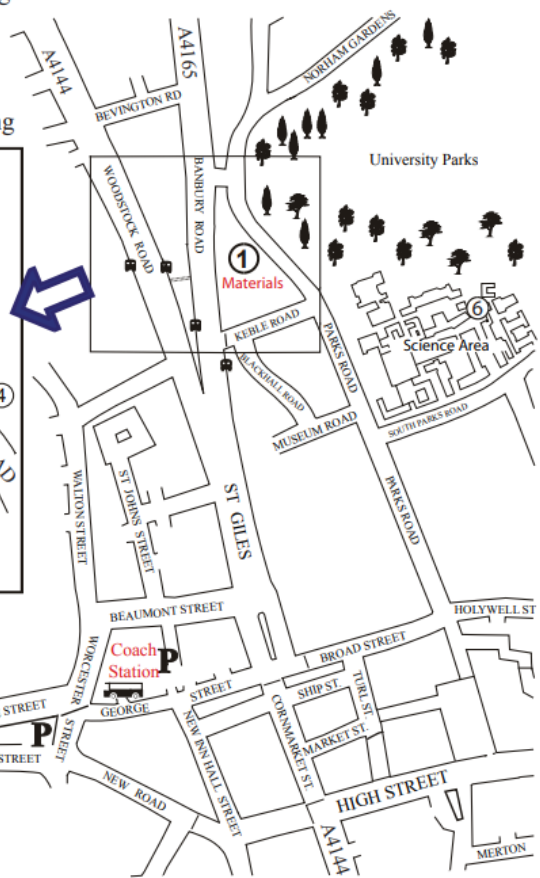 A4144
A4165
NORHAM GARDENS
BEVINGTON RD
University Parks
WOODSTOCK ROAD
BANBURY ROAD
1
Materials
KEBLE ROAD
PARKS ROAD
6
Science Area
BLACKHALL ROAD
MUSEUM ROAD
SOUTH PARKS ROAD
4
WALTON STREET
ST JOHNS STREET
ST GILES
PARKS ROAD
BEAUMONT STREET
HOLYWELL ST
WORCESTER STREET
Coach
Station
P
BROAD STREET
STREET
GEORGE STREET
SHIP ST.
TURL ST.
P
STREET
NEW INN HALL STREET
CORNMARKET ST.
MARKET ST.
NEW ROAD
HIGH STREET
A4144
MERTON